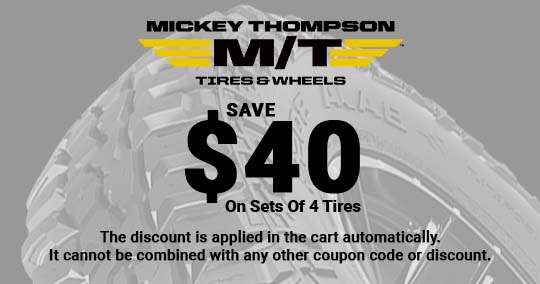 MICKEY THOMPSON
M/T
TIRES & WHEELS
SAVE
$40
On Sets Of 4 Tires
The discount is applied in the cart automatically.
It cannot be combined with any other coupon code or discount.